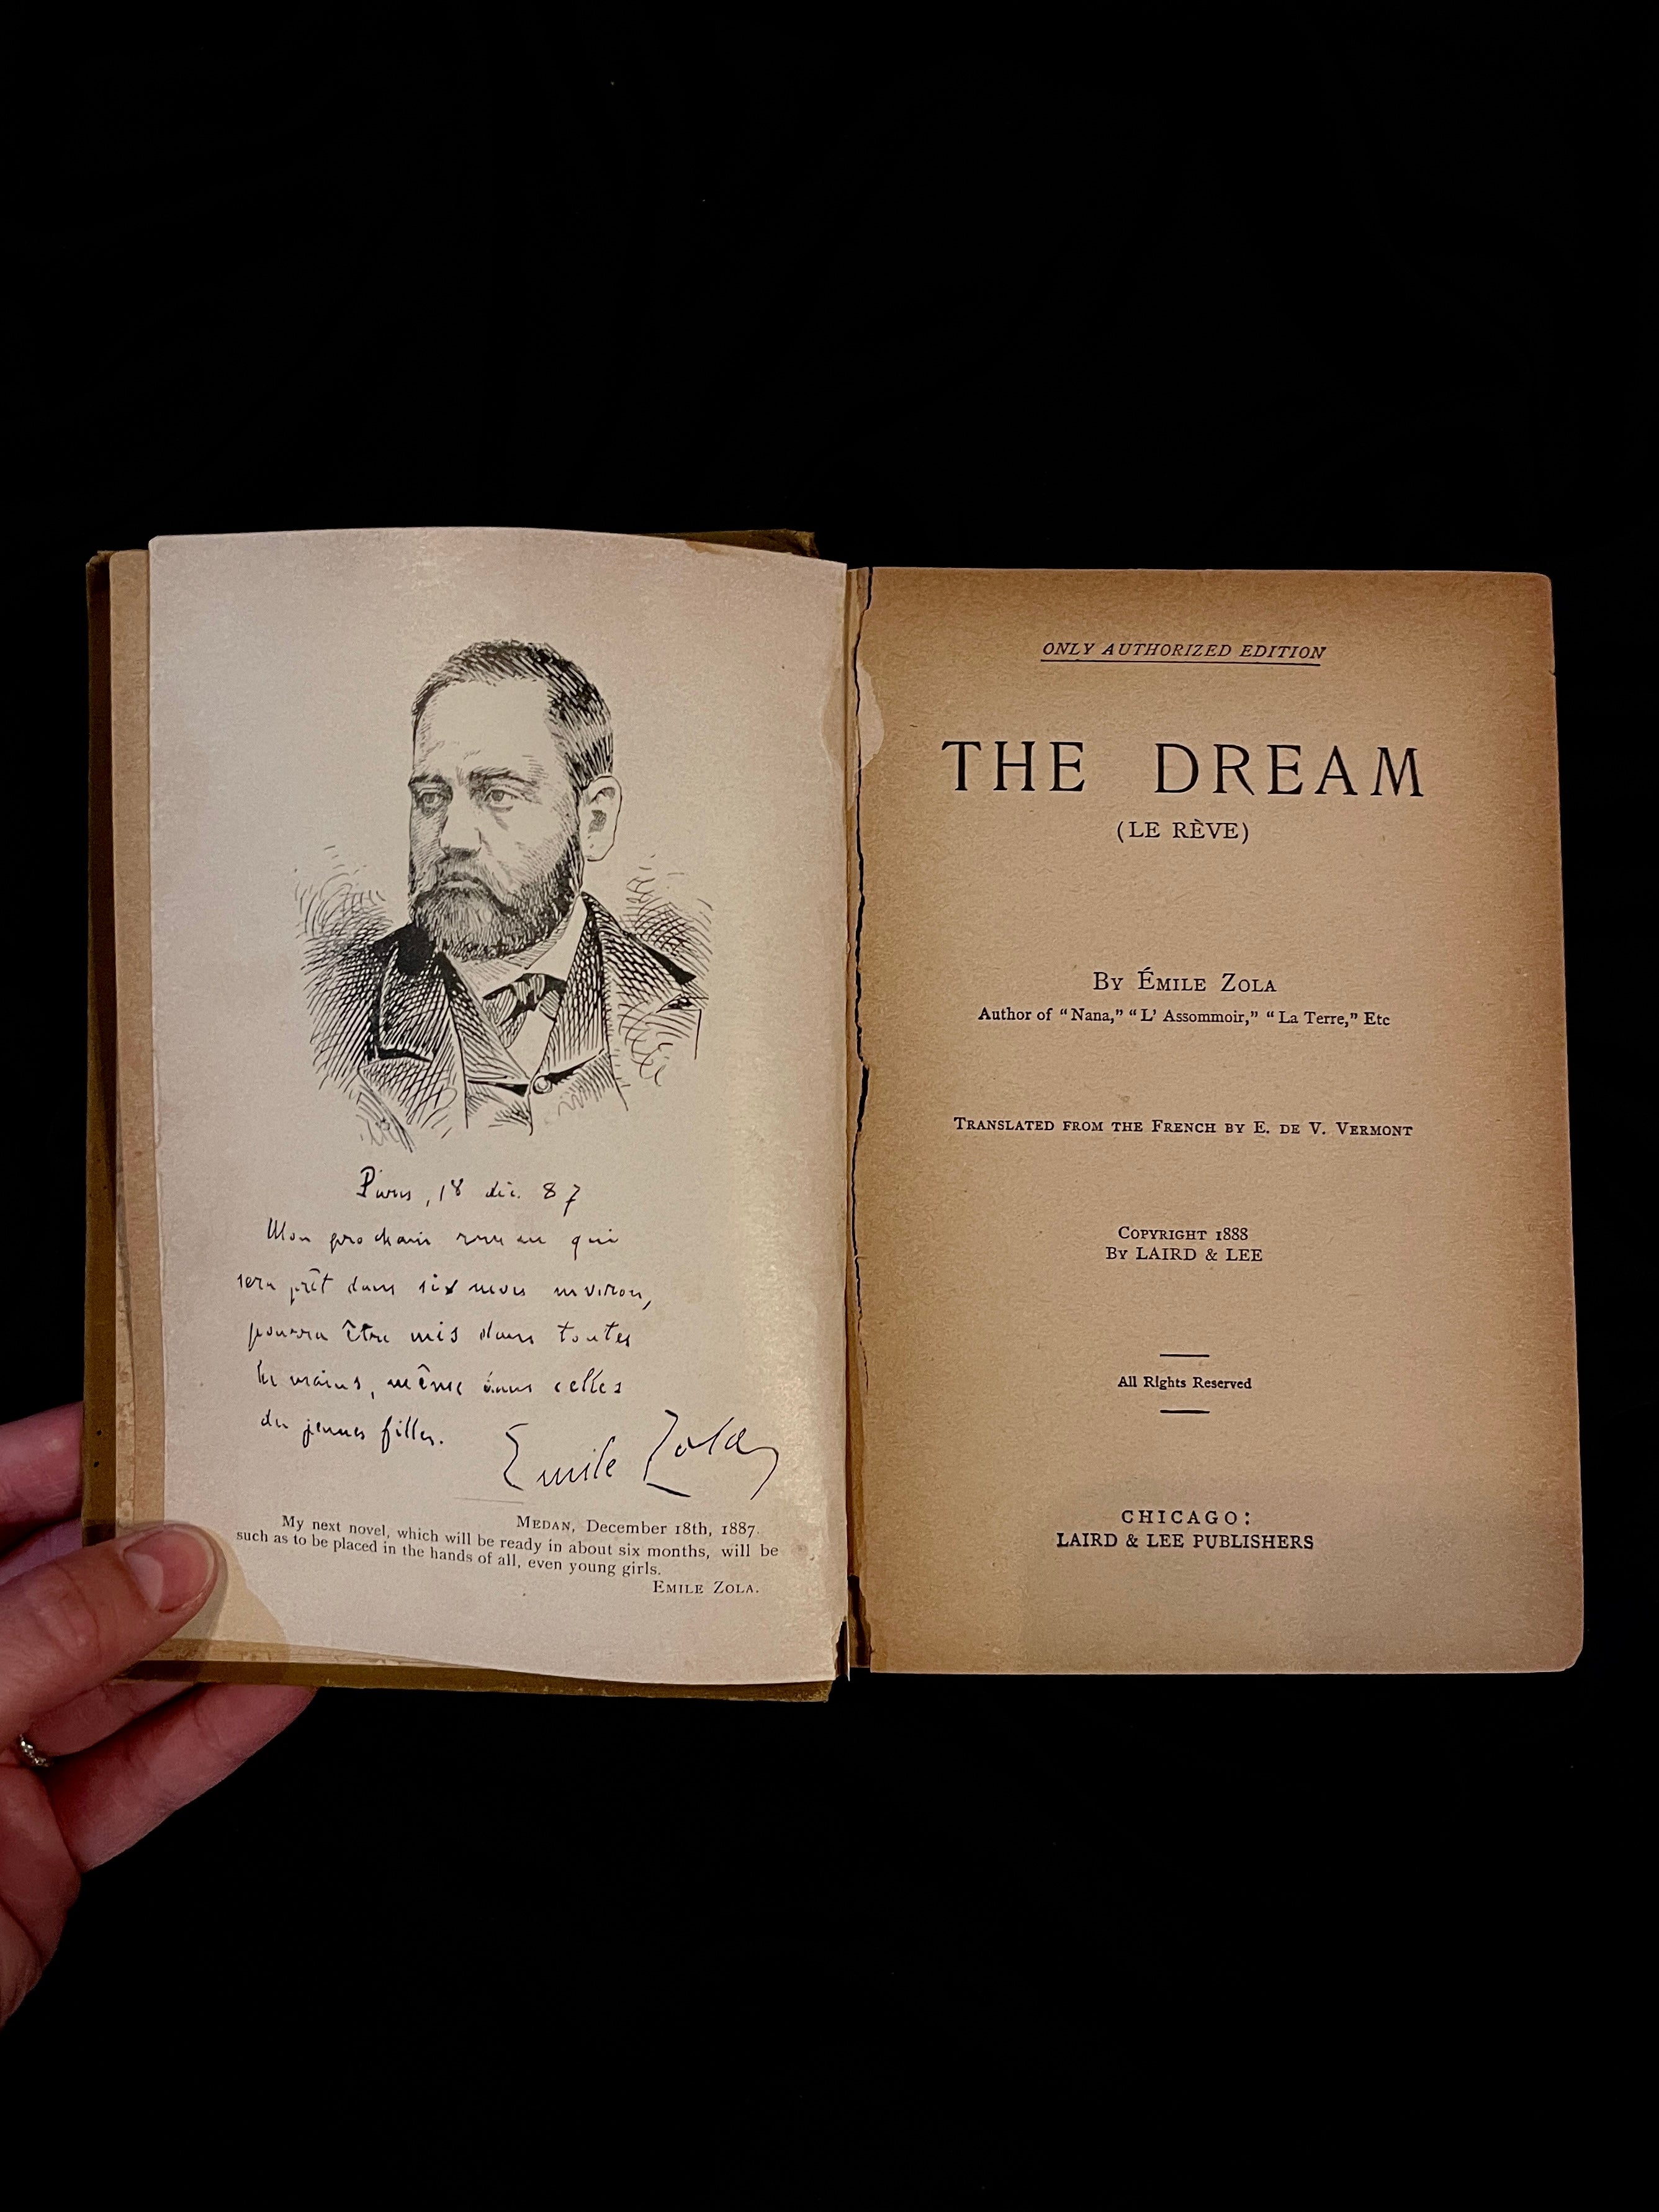 Paris, 18 déc. 87
Mon prochain roman qui
sera prêt dans six mois environ,
pourra être mis dans toutes
les mains, même dans celles
des jeunes filles.
Emile Zola
MEDAN, December 18th, 1887.
My next novel, which will be ready in about six months, will be
such as to be placed in the hands of all, even young girls.
EMILE ZOLA.
ONLY AUTHORIZED EDITION
THE DREAM
(LE RÈVE)
BY ÉMILE ZOLA
Author of “Nana,” “L’ Assommoir,” “La Terre,” Etc
TRANSLATED FROM THE FRENCH BY E. DE V. VERMONT
COPYRIGHT 1888
BY LAIRD & LEE
All Rights Reserved
CHICAGO:
LAIRD & LEE PUBLISHERS